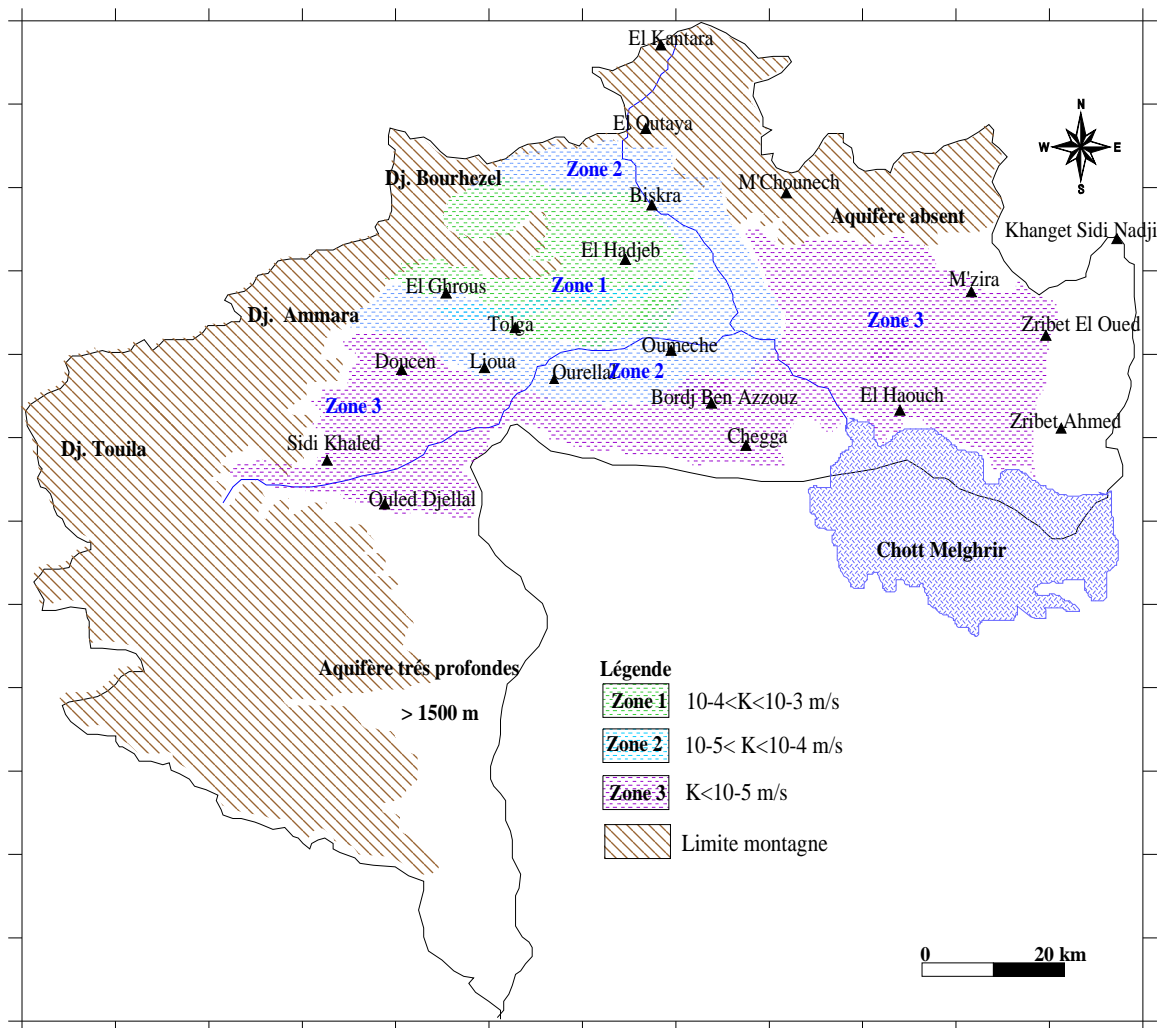 El Kantara
N
El Outaya
W
E
Zone 2
Dj. Bourhezel
M'Chounech
S
Biskra
Aquifère absent
Khanget Sidi Nadji
El Hadjeb
El Ghrous
Zone 1
M'zira
Dj. Ammara
Tolga
Zone 3
Zribet El Oued
Doucen
Lioua
Oumeche
Ourellal
Zone 2
Zone 3
Bordj Ben Azzouz
El Haouch
Dj. Touila
Sidi Khaled
Chegga
Zribet Ahmed
Ouled Djellal
Chott Melghrir
Aquifère trés profondes
> 1500 m
Légende
Zone 1 10-4<K<10-3 m/s
Zone 2 10-5< K<10-4 m/s
Zone 3 K<10-5 m/s
Limite montagne
0 20 km